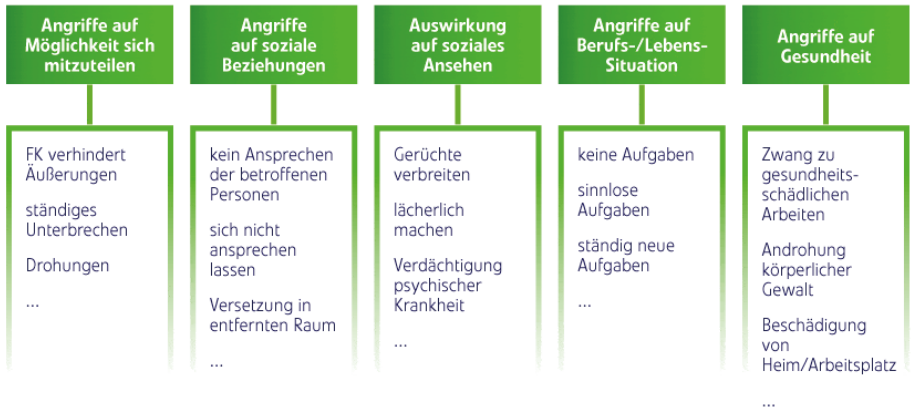 Angriffe auf
Möglichkeit sich
mitzuteilen
FK verhindert
Äußerungen
ständiges
Unterbrechen
Drohungen
...
Angriffe
auf soziale
Beziehungen
kein Ansprechen
der betroffenen
Personen
sich nicht
ansprechen
lassen
Versetzung in
entfernten Raum
...
Auswirkung
auf soziales
Ansehen
Gerüchte
verbreiten
lächerlich
machen
Verdächtigung
psychischer
Krankheit
...
Angriffe auf
Berufs-/Lebens-
Situation
keine Aufgaben
sinnlose
Aufgaben
ständig neue
Aufgaben
...
Angriffe auf
Gesundheit
Zwang zu
gesundheits-
schädlichen
Arbeiten
Androhung
körperlicher
Gewalt
Beschädigung
von
Heim/Arbeitsplatz
...